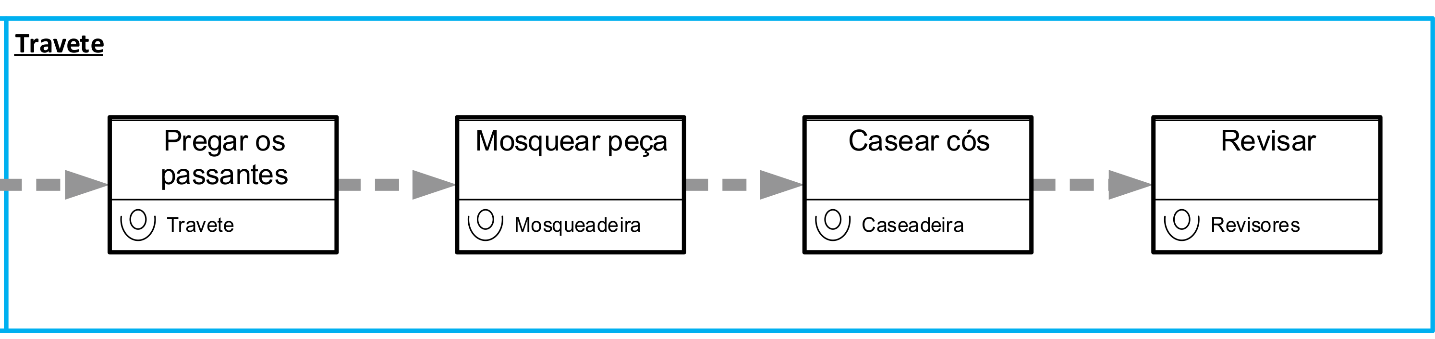 Travete
Pregar os
passantes
Travete
Mosquear peça
Mosqueadeira
Casear cós
Caseadeira
Revisar
Revisores